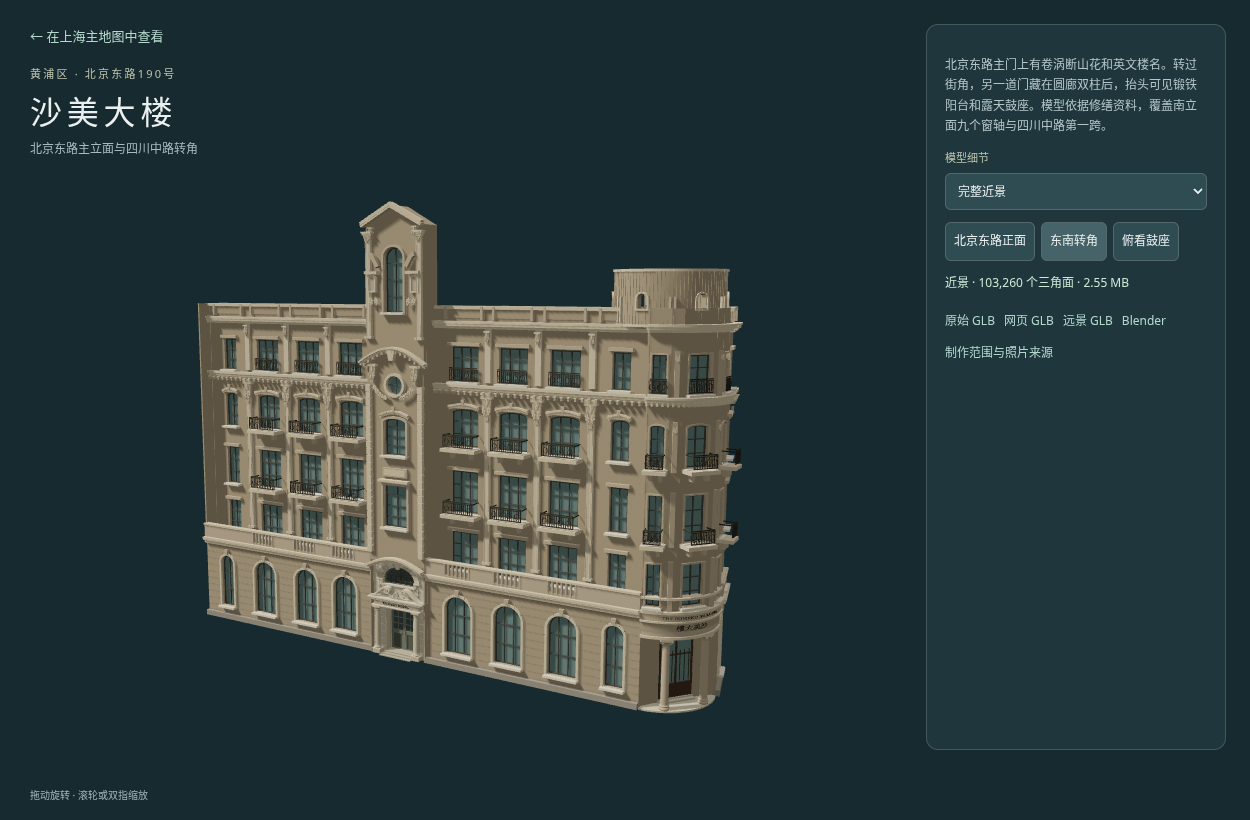 ← 在上海主地图中查看
黄浦区 · 北京东路190号
沙美大楼
北京东路主立面与四川中路转角
北京东路主门上有卷涡断山花和英文楼名。转过
街角，另一道门藏在圆廊双柱后，抬头可见锻铁
阳台和露天鼓座。模型依据修缮资料，覆盖南立
面九个窗轴与四川中路第一跨。
模型细节
完整近景
北京东路正面 东南转角 俯看鼓座
近景 · 103,260 个三角面 · 2.55 MB
原始 GLB 网页 GLB 远景 GLB Blender
制作范围与照片来源
拖动旋转 · 滚轮或双指缩放